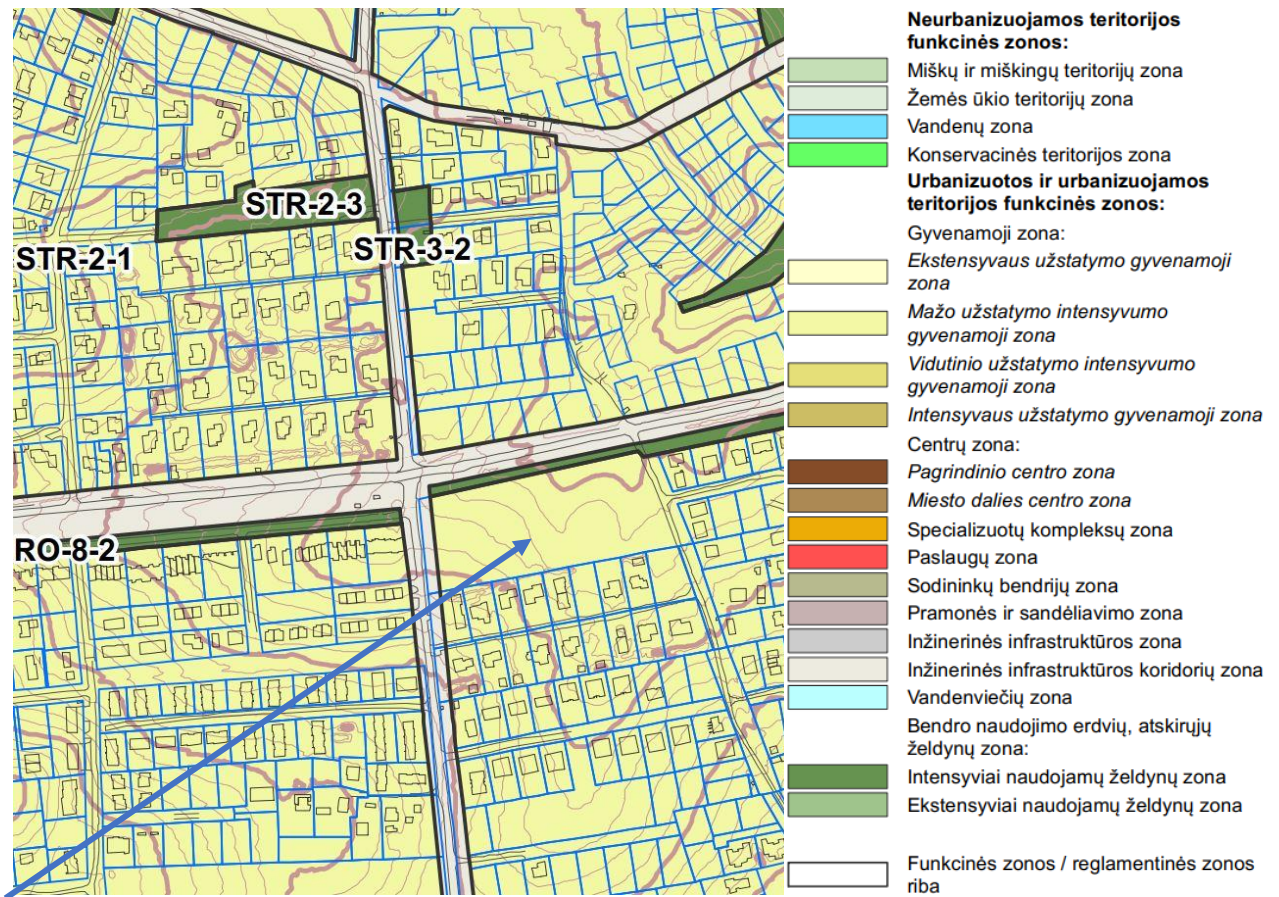 STR-2-3
STR-2-1
STR-3-2
RO-8-2
Neurbanizuojamos teritorijos
funkcinės zonos:
Miškų ir miškingų teritorijų zona
Žemės ūkio teritorijų zona
Vandenų zona
Konservacinės teritorijos zona
Urbanizuotos ir urbanizuojamos
teritorijos funkcinės zonos:
Gyvenamoji zona:
Ekstensyvaus užstatymo gyvenamoji
zona
Mažo užstatymo intensyvumo
gyvenamoji zona
Vidutinio užstatymo intensyvumo
gyvenamoji zona
Intensyvaus užstatymo gyvenamoji zona
Centrų zona:
Pagrindinio centro zona
Miesto dalies centro zona
Specializuotų kompleksų zona
Paslaugų zona
Sodininkų bendrijų zona
Pramonės ir sandėliavimo zona
Inžinerinės infrastruktūros zona
Inžinerinės infrastruktūros koridorių zona
Vandenviečių zona
Bendro naudojimo erdvių, atskirųjų
želdynų zona:
Intensyviai naudojamų želdynų zona
Ekstensyviai naudojamų želdynų zona
Funkcinės zonos / reglamentinės zonos
riba